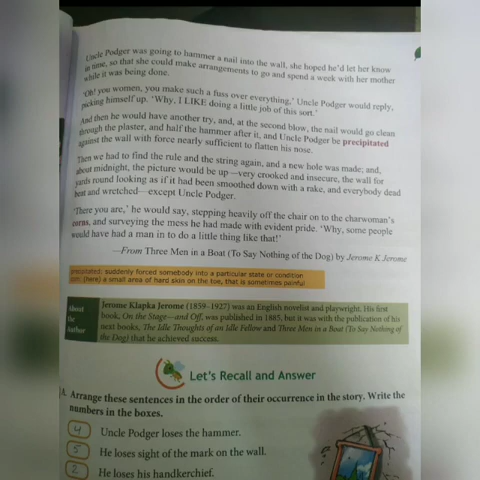 Uncle Podger was going to hammer a nail into the wall, she hoped he'd let her know
in time, so that she could make arrangements to go and spend a week with her mother
while it was being done.
'Oh! you women, you make such a fuss over everything,' Uncle Podger would reply,
picking himself up. 'Why, I LIKE doing a little job of this sort.'
And then he would have another try, and, at the second blow, the nail would go clean
through the plaster, and half the hammer after it, and Uncle Podger be precipitated
against the wall with force nearly sufficient to flatten his nose.
Then we had to find the rule and the string again, and a new hole was made; and,
about midnight, the picture would be up—very crooked and insecure, the wall for
yards round looking as if it had been smoothed down with a rake, and everybody dead
beat and wretched—except Uncle Podger.
'There you are,' he would say, stepping heavily off the chair on to the charwoman's
corns, and surveying the mess he had made with evident pride. 'Why, some people
would have had a man in to do a little thing like that!'
—From Three Men in a Boat (To Say Nothing of the Dog) by Jerome K Jerome
precipitated: suddenly forced somebody into a particular state or condition
corn: (here) a small area of hard skin on the toe, that is sometimes painful
About
the
Author
Jerome Klapka Jerome (1859–1927) was an English novelist and playwright. His first
book, On the Stage—and Off, was published in 1885, but it was with the publication of his
next books, The Idle Thoughts of an Idle Fellow and Three Men in a Boat (To Say Nothing of
the Dog) that he achieved success.
Let's Recall and Answer
A. Arrange these sentences in the order of their occurrence in the story. Write the
numbers in the boxes.
4 Uncle Podger loses the hammer.
5 He loses sight of the mark on the wall.
2 He loses his handkerchief.